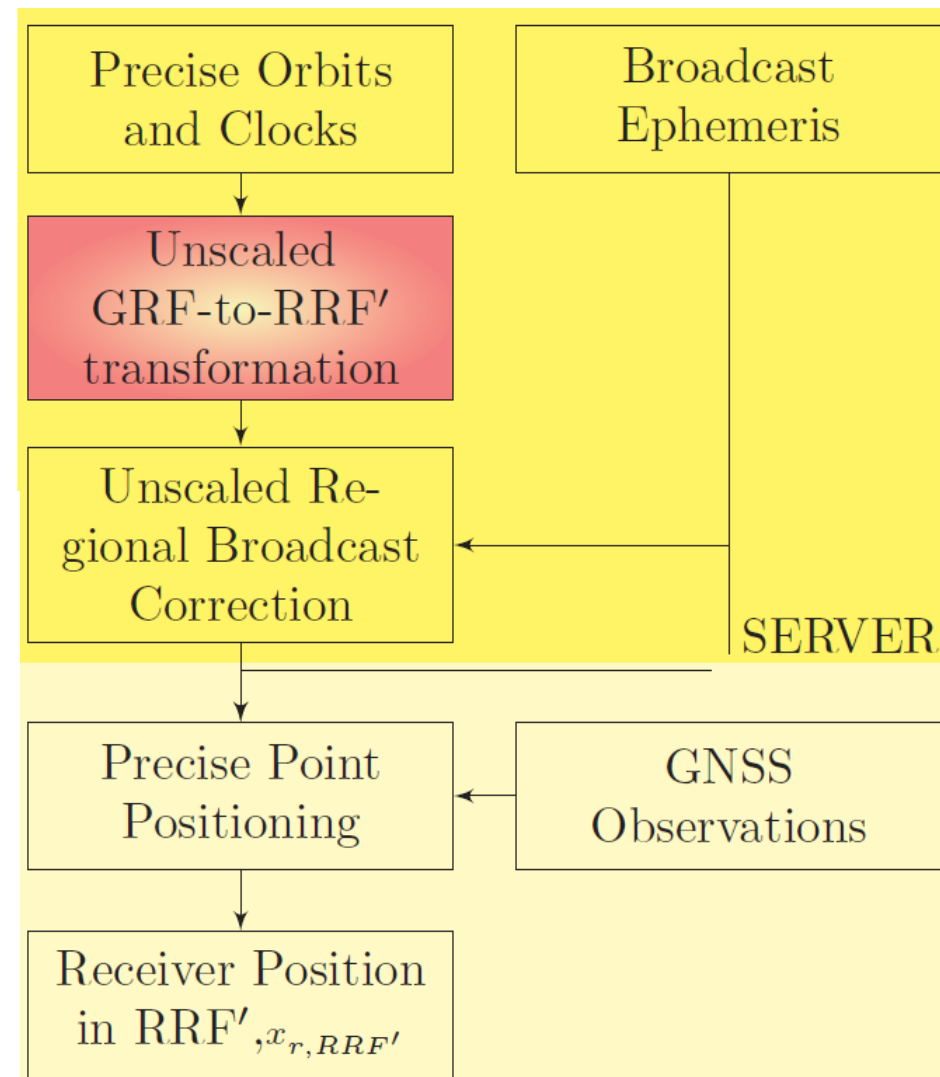 Precise Orbits
and Clocks
Broadcast
Ephemeris
Unscaled
GRF-to-RRF′
transformation
Unscaled Re-
gional Broadcast
Correction
SERVER
Precise Point
Positioning
GNSS
Observations
Receiver Position
in RRF′,x_{r,RRF′}